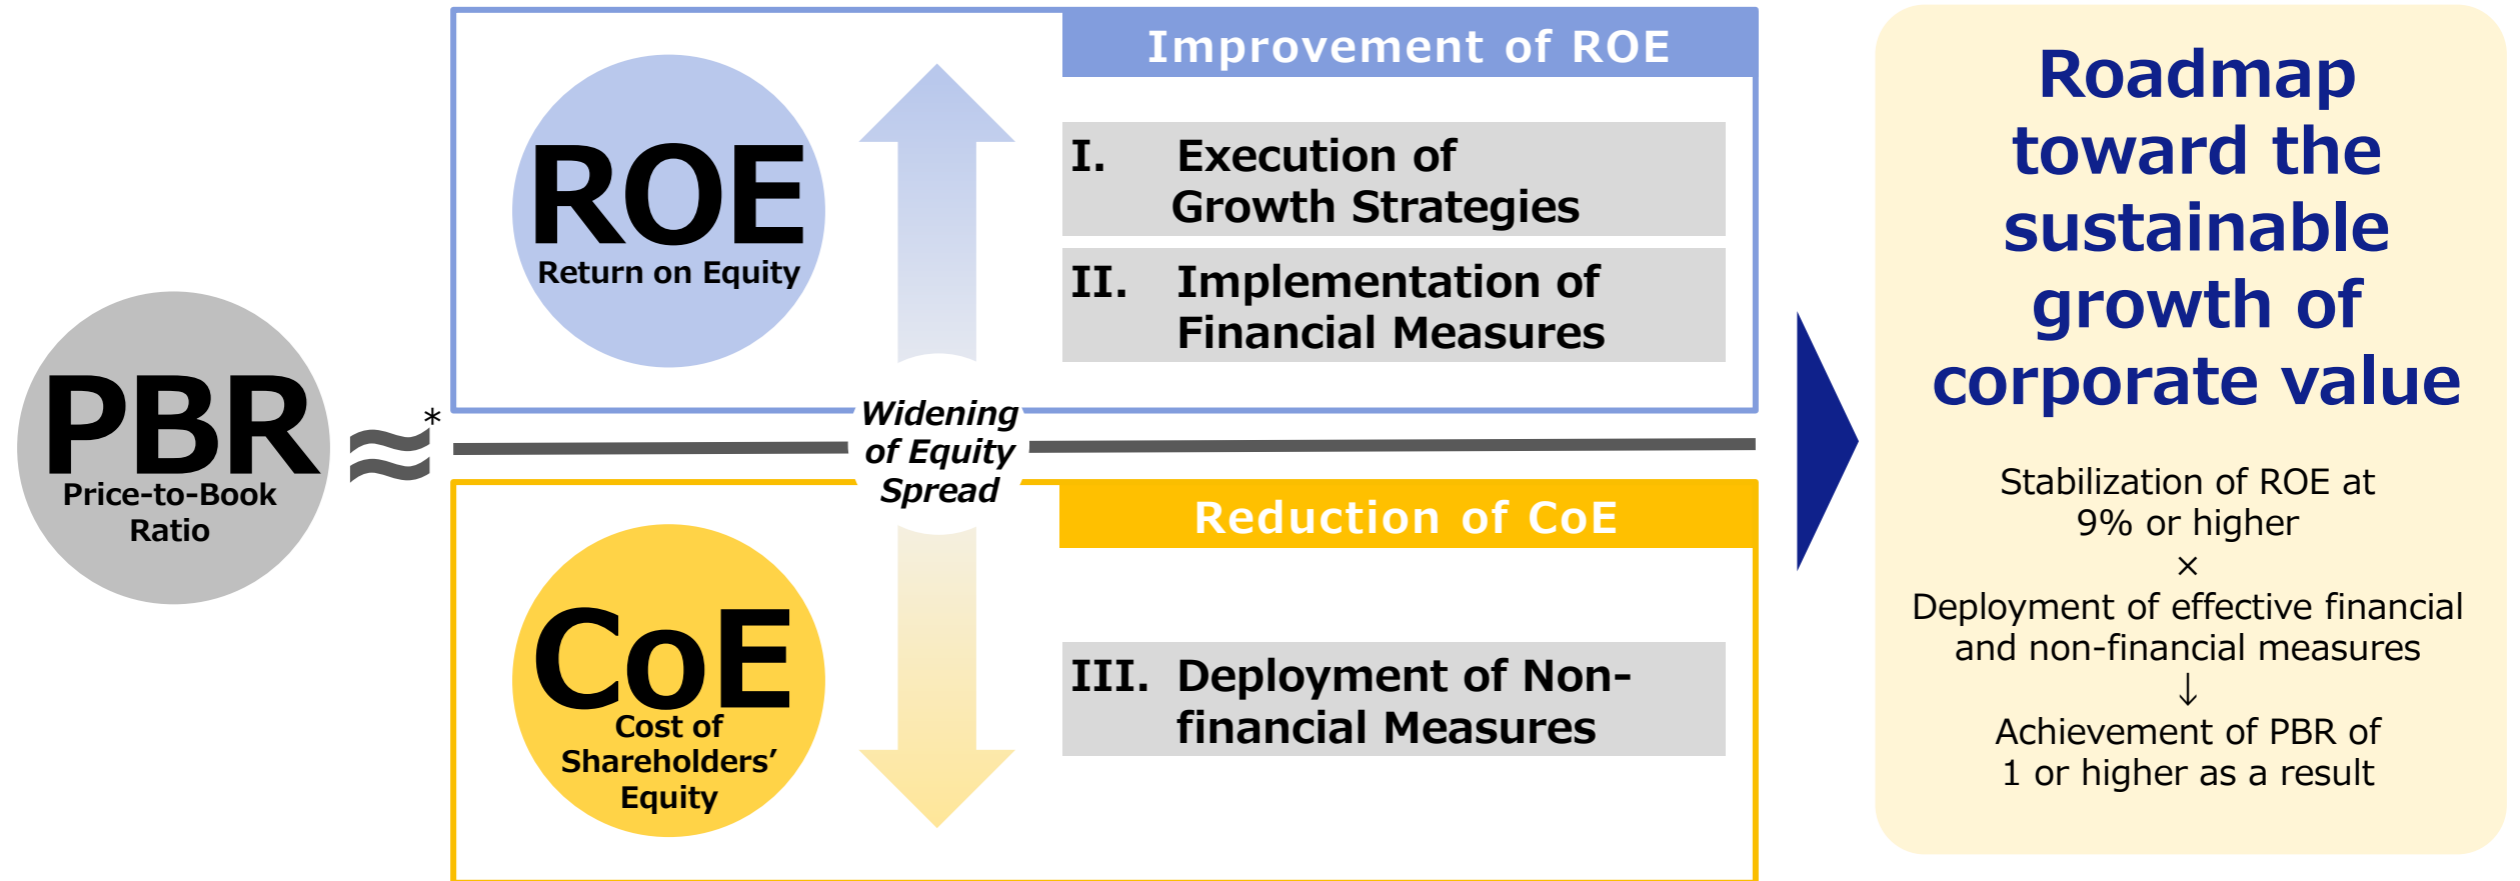 PBR
Price-to-Book
Ratio
≈*
ROE
Return on Equity
Improvement of ROE
I. Execution of
Growth Strategies
II. Implementation of
Financial Measures
Widening
of Equity
Spread
CoE
Cost of
Shareholders’
Equity
Reduction of CoE
III. Deployment of Non-
financial Measures
Roadmap
toward the
sustainable
growth of
corporate value
Stabilization of ROE at
9% or higher
×
Deployment of effective financial
and non-financial measures
↓
Achievement of PBR of
1 or higher as a result